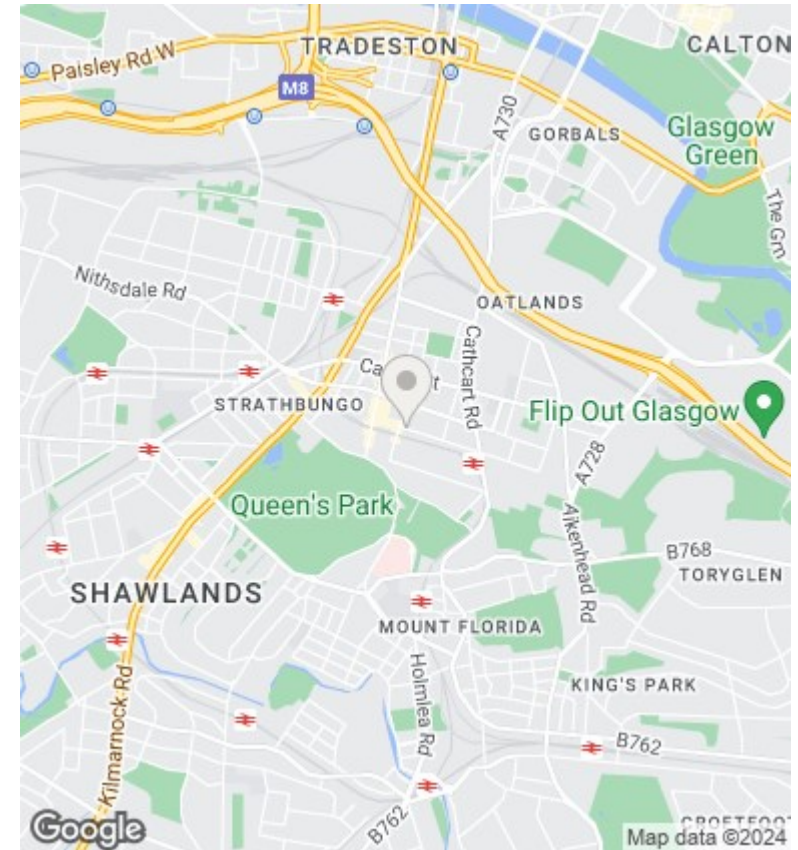 TRADESTON
CALTON
Paisley Rd W
M8
A730
GORBALS
Glasgow
Green
The Grn
Nithsdale Rd
OATLANDS
Cathcart Rd
STRATHBUNGO
Flip Out Glasgow
A728
Queen's Park
Aikenhead Rd
B768
TORYGLEN
SHAWLANDS
MOUNT FLORIDA
Holmlea Rd
KING'S PARK
Kilmarnock Rd
B762
B762
Google
Map data ©2024